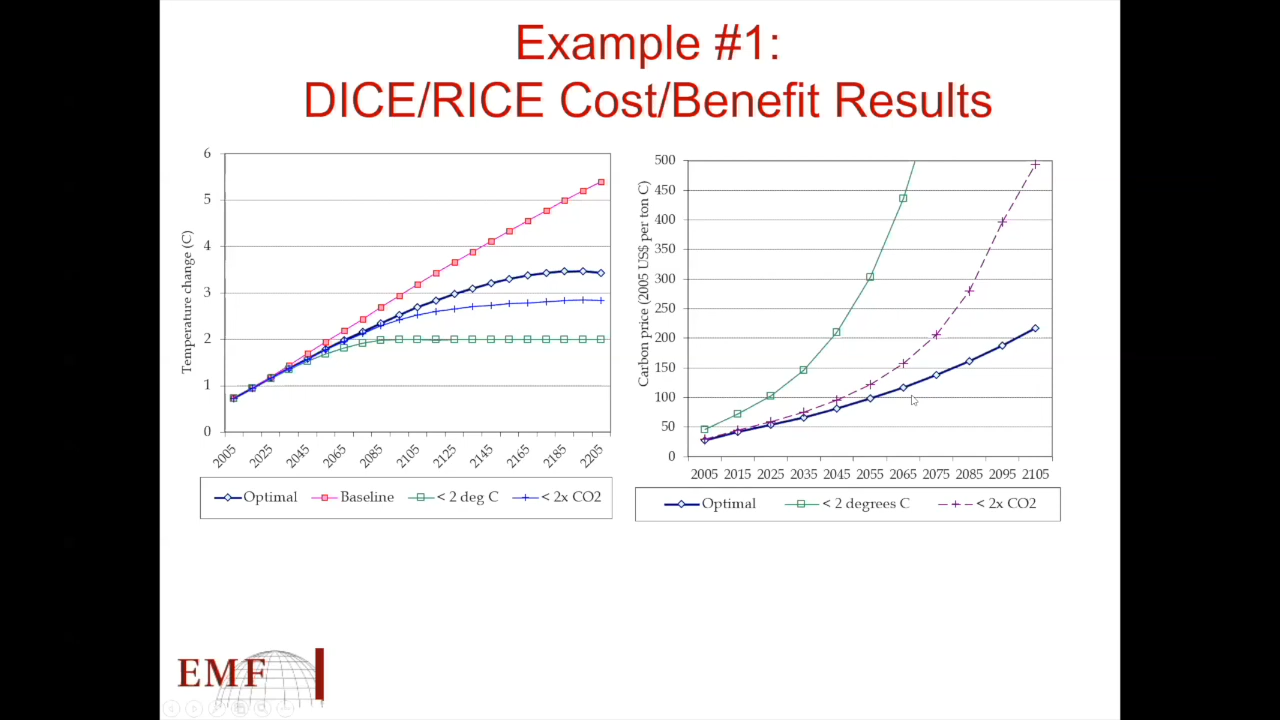 Example #1:
DICE/RICE Cost/Benefit Results
Temperature change (C)
6
5
4
3
2
1
0
2005
2025
2045
2065
2085
2105
2125
2145
2165
2185
2205
Optimal
Baseline
< 2 deg C
< 2x CO2
Carbon price (2005 US$ per ton C)
500
450
400
350
300
250
200
150
100
50
0
2005 2015 2025 2035 2045 2055 2065 2075 2085 2095 2105
Optimal
< 2 degrees C
< 2x CO2
EMF